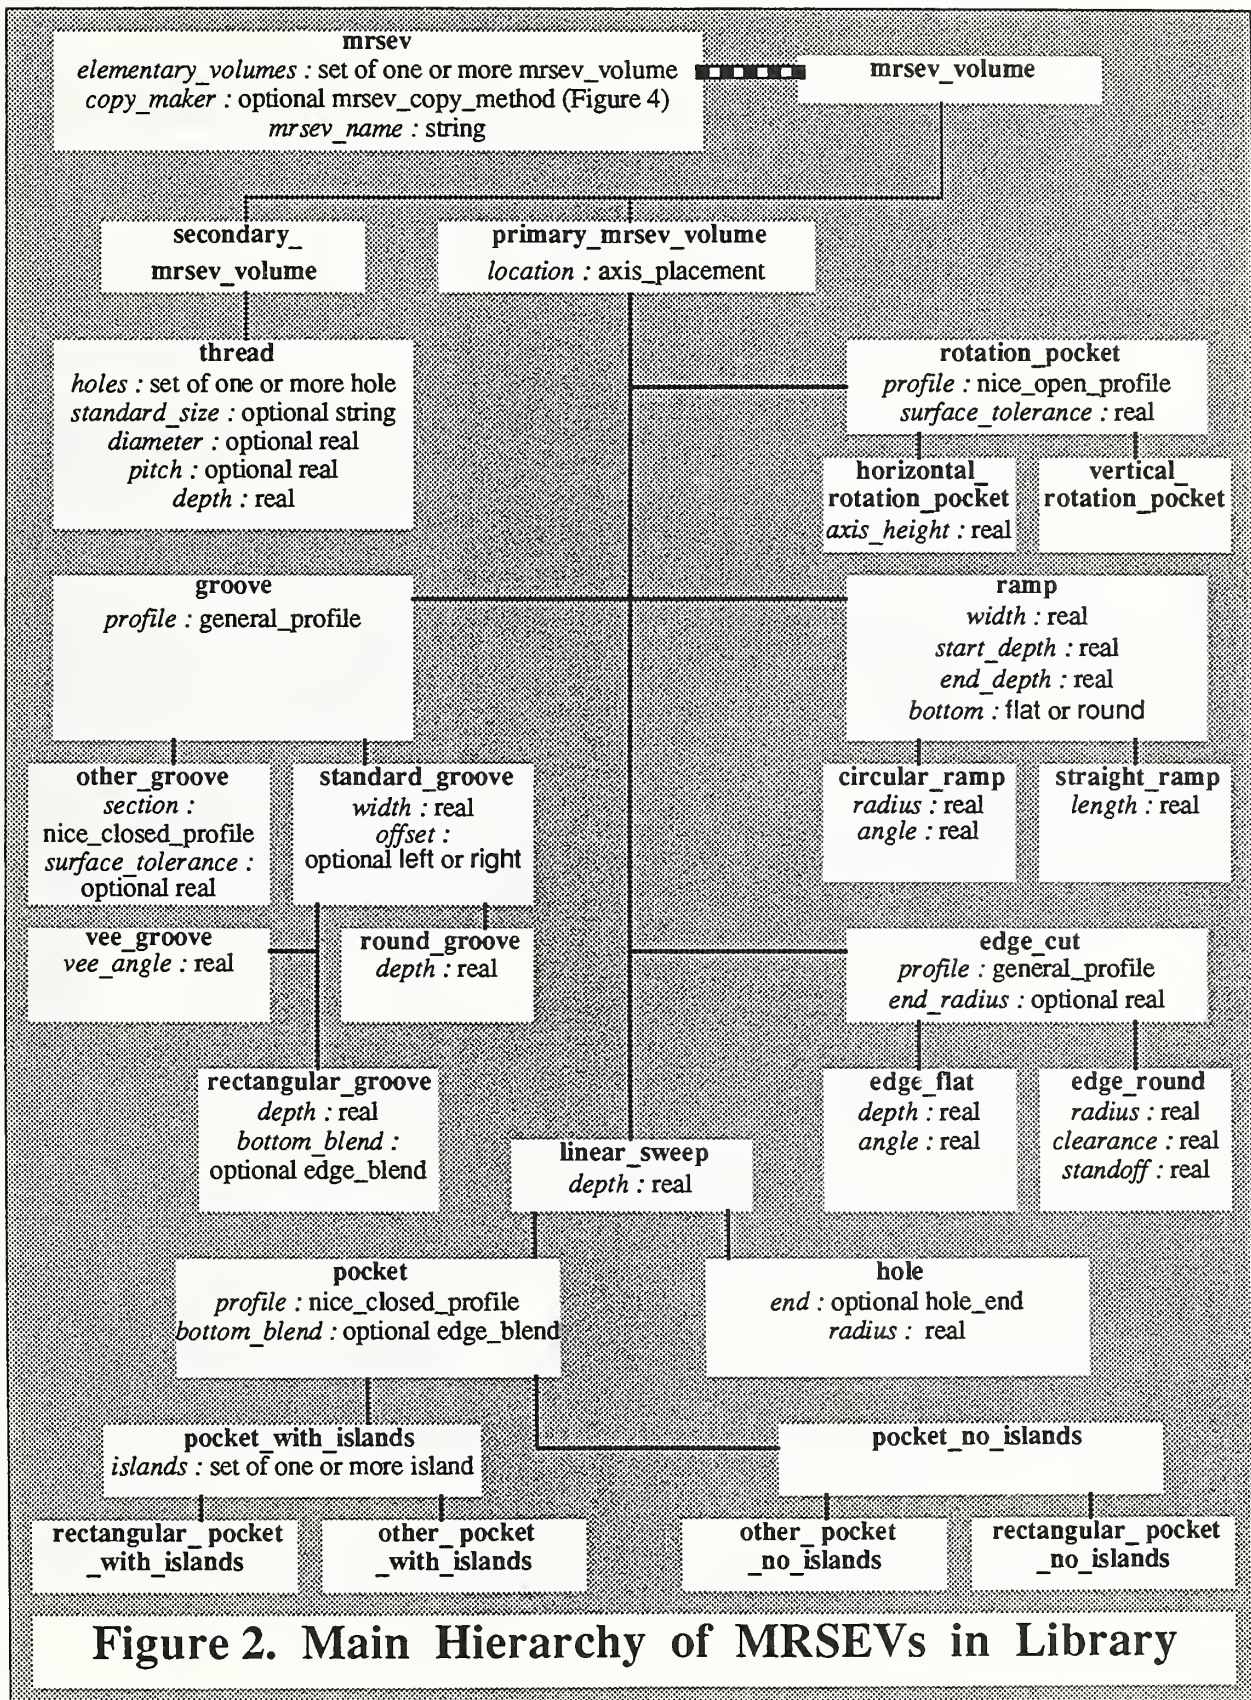 mrsev
elementary_volumes : set of one or more mrsev_volume
copy_maker : optional mrsev_copy_method (Figure 4)
mrsev_name : string
mrsev_volume
secondary_
mrsev_volume
primary_mrsev_volume
location : axis_placement
thread
holes : set of one or more hole
standard_size : optional string
diameter : optional real
pitch : optional real
depth : real
rotation_pocket
profile : nice_open_profile
surface_tolerance : real
horizontal_
rotation_pocket
axis_height : real
vertical_
rotation_pocket
groove
profile : general_profile
ramp
width : real
start_depth : real
end_depth : real
bottom : flat or round
other_groove
section :
nice_closed_profile
surface_tolerance :
optional real
standard_groove
width : real
offset :
optional left or right
circular_ramp
radius : real
angle : real
straight_ramp
length : real
vee_groove
vee_angle : real
round_groove
depth : real
edge_cut
profile : general_profile
end_radius : optional real
rectangular_groove
depth : real
bottom_blend :
optional edge_blend
edge_flat
depth : real
angle : real
edge_round
radius : real
clearance : real
standoff : real
linear_sweep
depth : real
pocket
profile : nice_closed_profile
bottom_blend : optional edge_blend
hole
end : optional hole_end
radius : real
pocket_with_islands
islands : set of one or more island
pocket_no_islands
rectangular_pocket
_with_islands
other_pocket
_with_islands
other_pocket
_no_islands
rectangular_pocket
_no_islands
Figure 2. Main Hierarchy of MRSEVs in Library